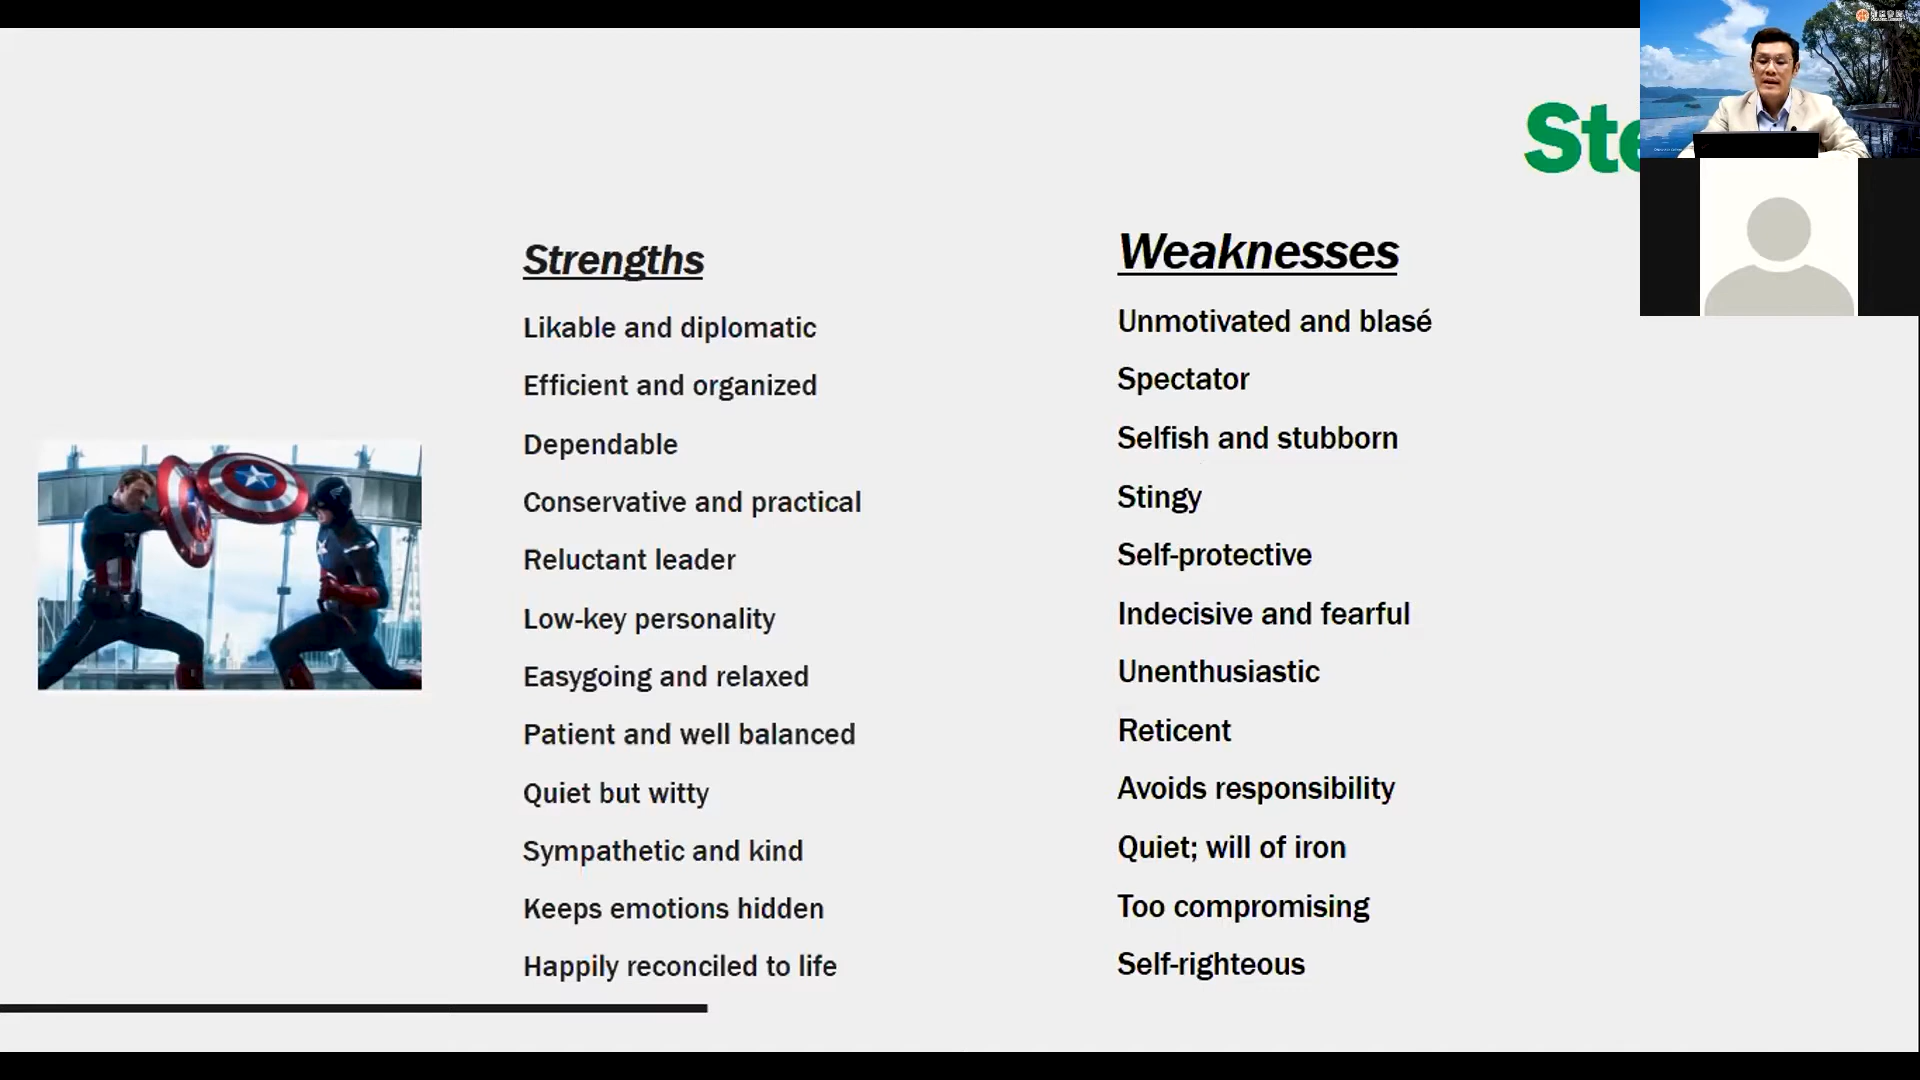 Ste
Strengths
Likable and diplomatic
Efficient and organized
Dependable
Conservative and practical
Reluctant leader
Low-key personality
Easygoing and relaxed
Patient and well balanced
Quiet but witty
Sympathetic and kind
Keeps emotions hidden
Happily reconciled to life
Weaknesses
Unmotivated and blasé
Spectator
Selfish and stubborn
Stingy
Self-protective
Indecisive and fearful
Unenthusiastic
Reticent
Avoids responsibility
Quiet; will of iron
Too compromising
Self-righteous